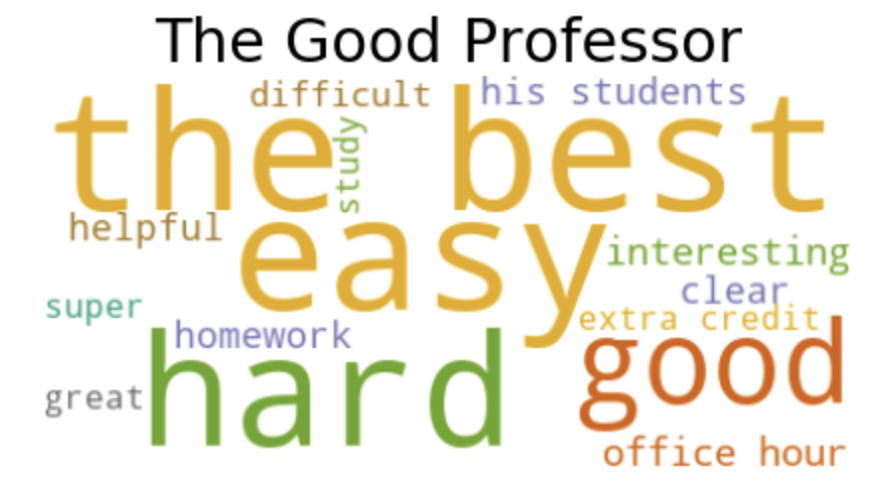 The Good Professor
difficult
his students
the best
study
helpful
easy
interesting
clear
super
extra credit
homework
hard
good
great
office hour